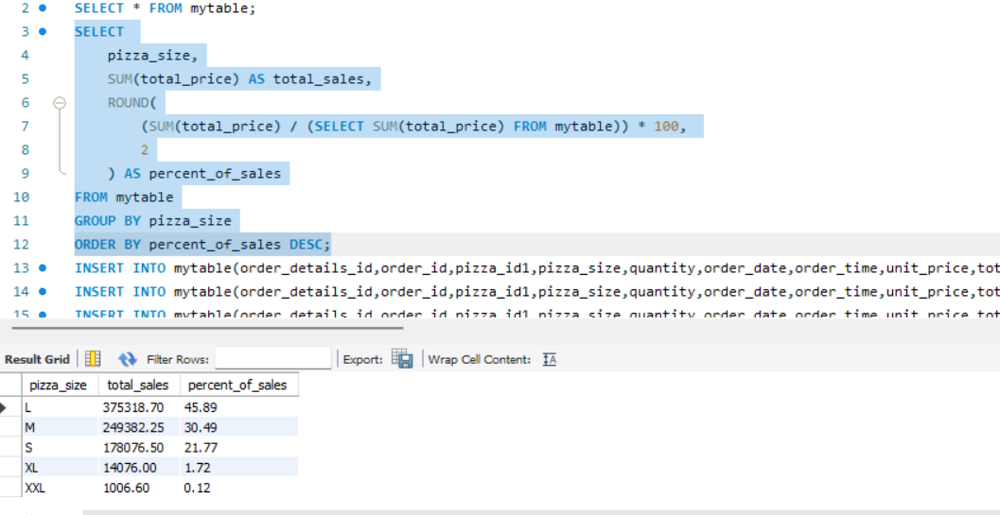 2 SELECT * FROM mytable;
3 SELECT
4 pizza_size,
5 SUM(total_price) AS total_sales,
6 ROUND(
7 (SUM(total_price) / (SELECT SUM(total_price) FROM mytable)) * 100,
8 2
9 ) AS percent_of_sales
10 FROM mytable
11 GROUP BY pizza_size
12 ORDER BY percent_of_sales DESC;
13 INSERT INTO mytable(order_details_id,order_id,pizza_id1,pizza_size,quantity,order_date,order_time,unit_price,tot
14 INSERT INTO mytable(order_details_id,order_id,pizza_id1,pizza_size,quantity,order_date,order_time,unit_price,tot
15 INSERT INTO mytable(order_details_id,order_id,pizza_id1,pizza_size,quantity,order_date,order_time,unit_price,tot
Result Grid Filter Rows: Export: Wrap Cell Content: IA
pizza_size total_sales percent_of_sales
L 375318.70 45.89
M 249382.25 30.49
S 178076.50 21.77
XL 14076.00 1.72
XXL 1006.60 0.12